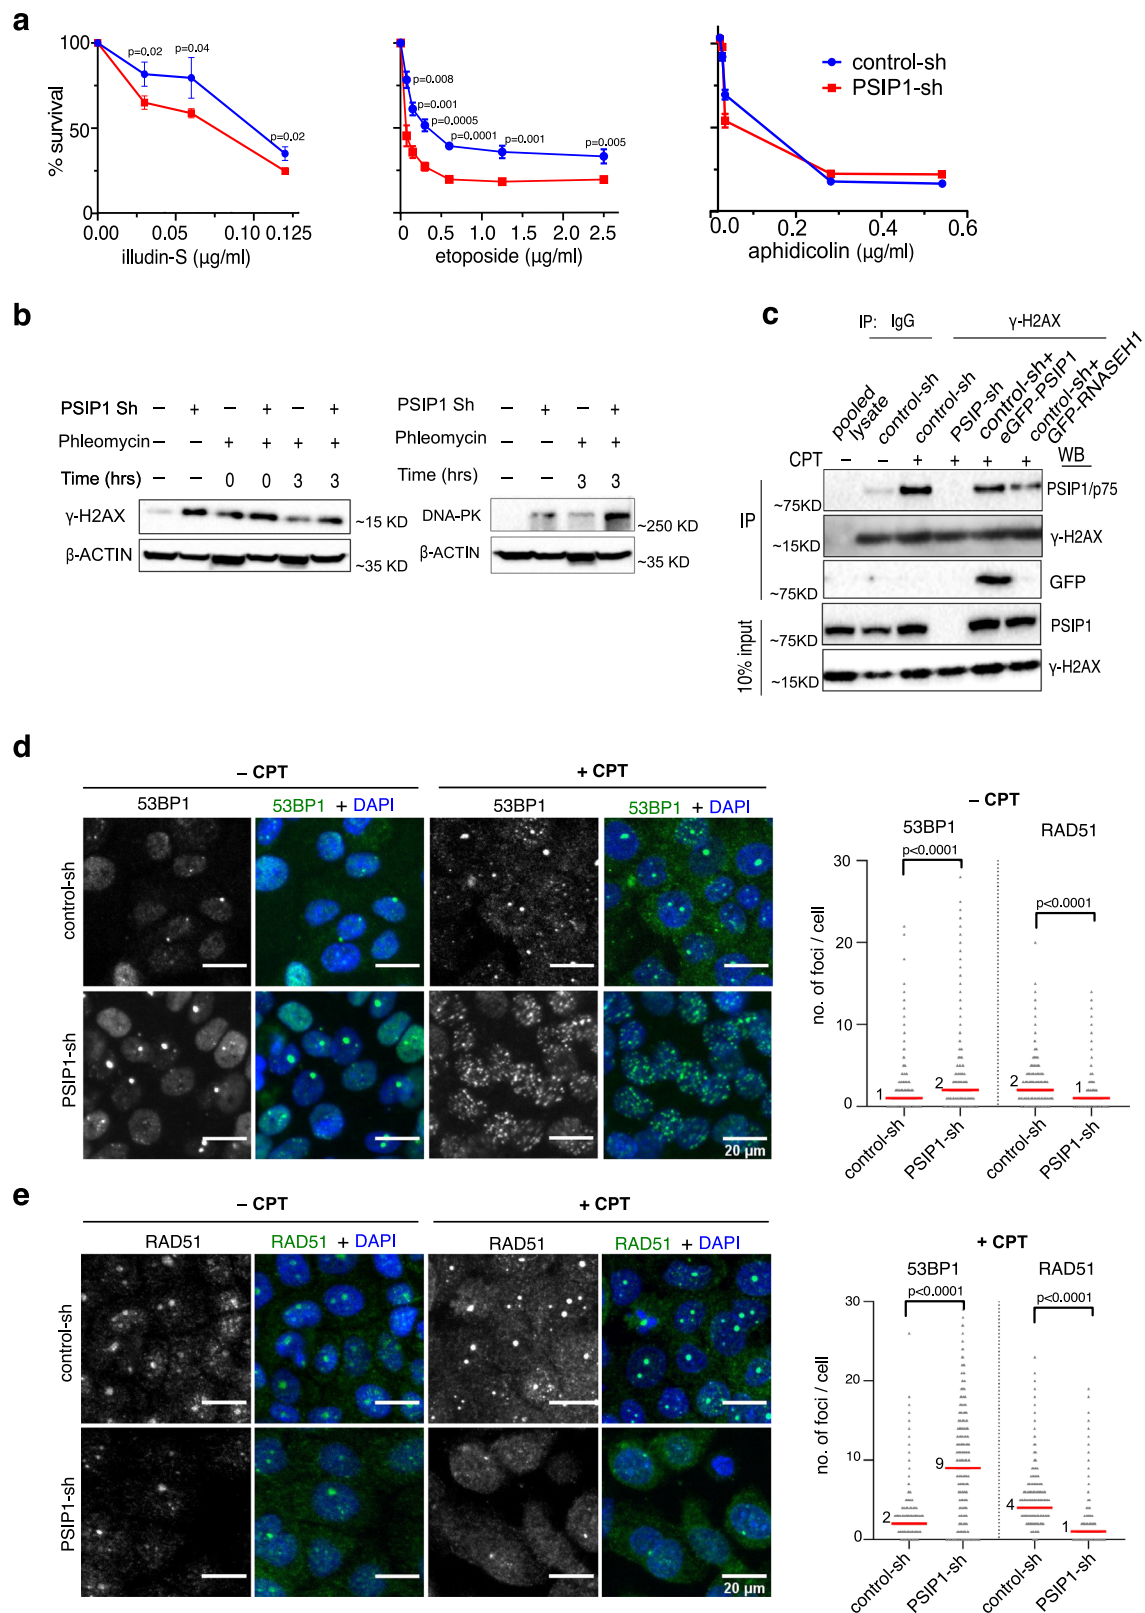 a
% survival
100
50
0
p=0.02
p=0.04
p=0.02
0.00
0.05
0.10
0.125
illudin-S (µg/ml)
p=0.008
p=0.001
p=0.0005
p=0.0001
p=0.001
p=0.005
0
0.5
1.0
1.5
2.0
2.5
etoposide (µg/ml)
control-sh
PSIP1-sh
0.0
0.2
0.4
0.6
aphidicolin (µg/ml)
b
PSIP1 Sh – + – + – +
Phleomycin – – + + + +
Time (hrs) – – 0 0 3 3
γ-H2AX
~15 KD
β-ACTIN
~35 KD
PSIP1 Sh – + – +
Phleomycin – – + +
Time (hrs) – – 3 3
DNA-PK
~250 KD
β-ACTIN
~35 KD
c
IP: IgG γ-H2AX
pooled lysate
control-sh
control-sh
PSIP-sh
control-sh+ eGFP-PSIP1
control-sh+ GFP-RNASEH1
CPT – – + + + + WB
IP
~75KD
PSIP1/p75
~15KD
γ-H2AX
~75KD
GFP
10% input
~75KD
PSIP1
~15KD
γ-H2AX
d
– CPT + CPT
53BP1 53BP1 + DAPI 53BP1 53BP1 + DAPI
control-sh
PSIP1-sh
20 µm
– CPT
53BP1 RAD51
p<0.0001
p<0.0001
no. of foci / cell
30
20
10
0
1
2
2
1
control-sh
PSIP1-sh
control-sh
PSIP1-sh
e
– CPT + CPT
RAD51 RAD51 + DAPI RAD51 RAD51 + DAPI
control-sh
PSIP1-sh
20 µm
+ CPT
53BP1 RAD51
p<0.0001
p<0.0001
no. of foci / cell
30
20
10
0
2
9
4
1
control-sh
PSIP1-sh
control-sh
PSIP1-sh